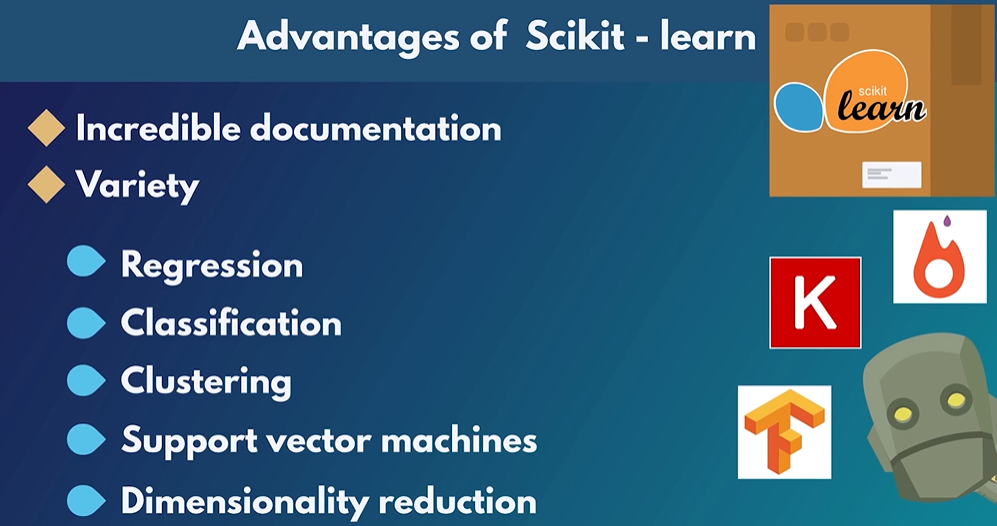 Advantages of Scikit - learn
scikit
learn
Incredible documentation
Variety
Regression
Classification
Clustering
Support vector machines
Dimensionality reduction
K